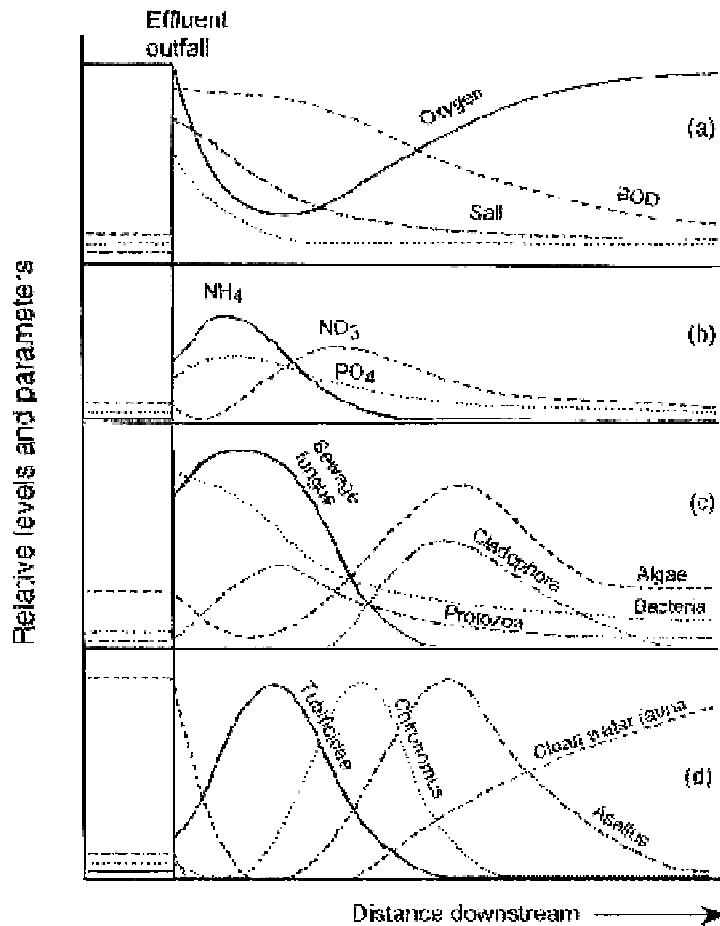 Effluent
outfall
Oxygen
(a)
BOD
Salt
NH4
NO3
(b)
PO4
Sewage
fungus
(c)
Cladophora
Algae
Bacteria
Protozoa
Tubificidae
Chironomus
Clean water fauna
(d)
Asellus
Relative levels and parameters
Distance downstream